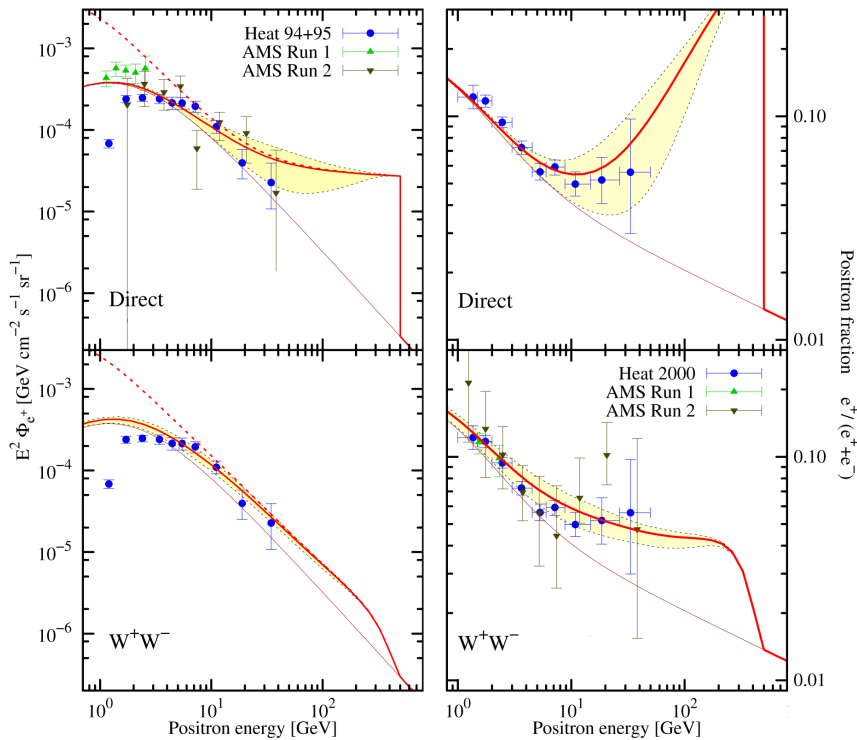 Heat 94+95
AMS Run 1
AMS Run 2
10⁻³
10⁻⁴
10⁻⁵
10⁻⁶
Direct
Direct
0.10
0.01
E² Φₑ⁺ [GeV cm⁻² s⁻¹ sr⁻¹]
Positron fraction e⁺/(e⁺+e⁻)
Heat 2000
AMS Run 1
AMS Run 2
10⁻³
10⁻⁴
10⁻⁵
10⁻⁶
W⁺W⁻
W⁺W⁻
0.10
0.01
10⁰ 10¹ 10²
Positron energy [GeV]
10⁰ 10¹ 10²
Positron energy [GeV]